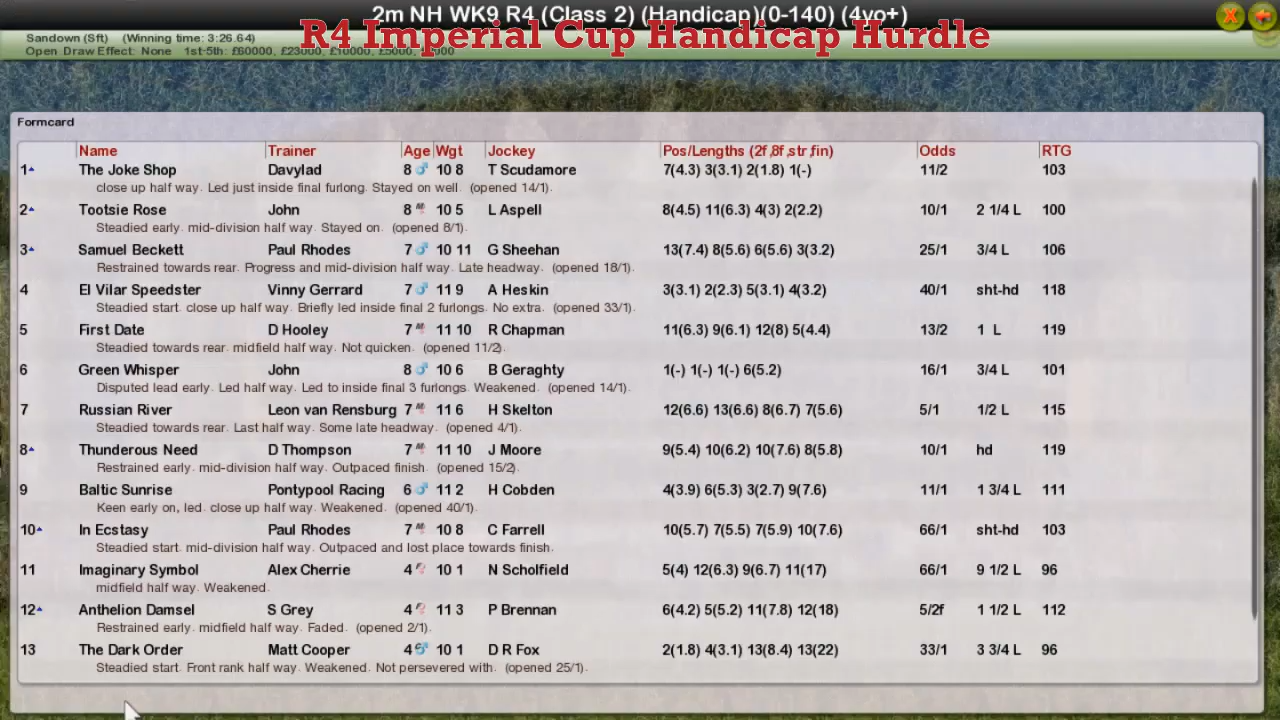 2m NH WK9 R4 (Class 2) (Handicap)(0-140) (4yo+)
R4 Imperial Cup Handicap Hurdle
Sandown (Sft) (Winning time: 3:26.64)
Open Draw Effect: None 1st-5th: £60000, £23000, £10000, £5000,
Formcard
Name Trainer Age Wgt Jockey Pos/Lengths (2f,8f,str,fin) Odds RTG
1 The Joke Shop Davylad 8 10 8 T Scudamore 7(4.3) 3(3.1) 2(1.8) 1(-) 11/2 103
close up half way. Led just inside final furlong. Stayed on well. (opened 14/1).
2 Tootsie Rose John 8 10 5 L Aspell 8(4.5) 11(6.3) 4(3) 2(2.2) 10/1 2 1/4 L 100
Steadied early. mid-division half way. Stayed on. (opened 8/1).
3 Samuel Beckett Paul Rhodes 7 10 11 G Sheehan 13(7.4) 8(5.6) 6(5.6) 3(3.2) 25/1 3/4 L 106
Restrained towards rear. Progress and mid-division half way. Late headway. (opened 18/1).
4 El Vilar Speedster Vinny Gerrard 7 11 9 A Heskin 3(3.1) 2(2.3) 5(3.1) 4(3.2) 40/1 sht-hd 118
Steadied start. close up half way. Briefly led inside final 2 furlongs. No extra. (opened 33/1).
5 First Date D Hooley 7 11 10 R Chapman 11(6.3) 9(6.1) 12(8) 5(4.4) 13/2 1 L 119
Steadied towards rear. midfield half way. Not quicken. (opened 11/2).
6 Green Whisper John 8 10 6 B Geraghty 1(-) 1(-) 1(-) 6(5.2) 16/1 3/4 L 101
Disputed lead early. Led half way. Led to inside final 3 furlongs. Weakened. (opened 14/1).
7 Russian River Leon van Rensburg 7 11 6 H Skelton 12(6.6) 13(6.6) 8(6.7) 7(5.6) 5/1 1/2 L 115
Steadied towards rear. Last half way. Some late headway. (opened 4/1).
8 Thunderous Need D Thompson 7 11 10 J Moore 9(5.4) 10(6.2) 10(7.6) 8(5.8) 10/1 hd 119
Restrained early. mid-division half way. Outpaced finish. (opened 15/2).
9 Baltic Sunrise Pontypool Racing 6 11 2 H Cobden 4(3.9) 6(5.3) 3(2.7) 9(7.6) 11/1 1 3/4 L 111
Keen early on, led. close up half way. Weakened. (opened 40/1).
10 In Ecstasy Paul Rhodes 7 10 8 C Farrell 10(5.7) 7(5.5) 7(5.9) 10(7.6) 66/1 sht-hd 103
Steadied start. mid-division half way. Outpaced and lost place towards finish.
11 Imaginary Symbol Alex Cherrie 4 10 1 N Scholfield 5(4) 12(6.3) 9(6.7) 11(17) 66/1 9 1/2 L 96
midfield half way. Weakened.
12 Anthelion Damsel S Grey 4 11 3 P Brennan 6(4.2) 5(5.2) 11(7.8) 12(18) 5/2f 1 1/2 L 112
Restrained early. midfield half way. Faded. (opened 2/1).
13 The Dark Order Matt Cooper 4 10 1 D R Fox 2(1.8) 4(3.1) 13(8.4) 13(22) 33/1 3 3/4 L 96
Steadied start. Front rank half way. Weakened. Not persevered with. (opened 25/1).